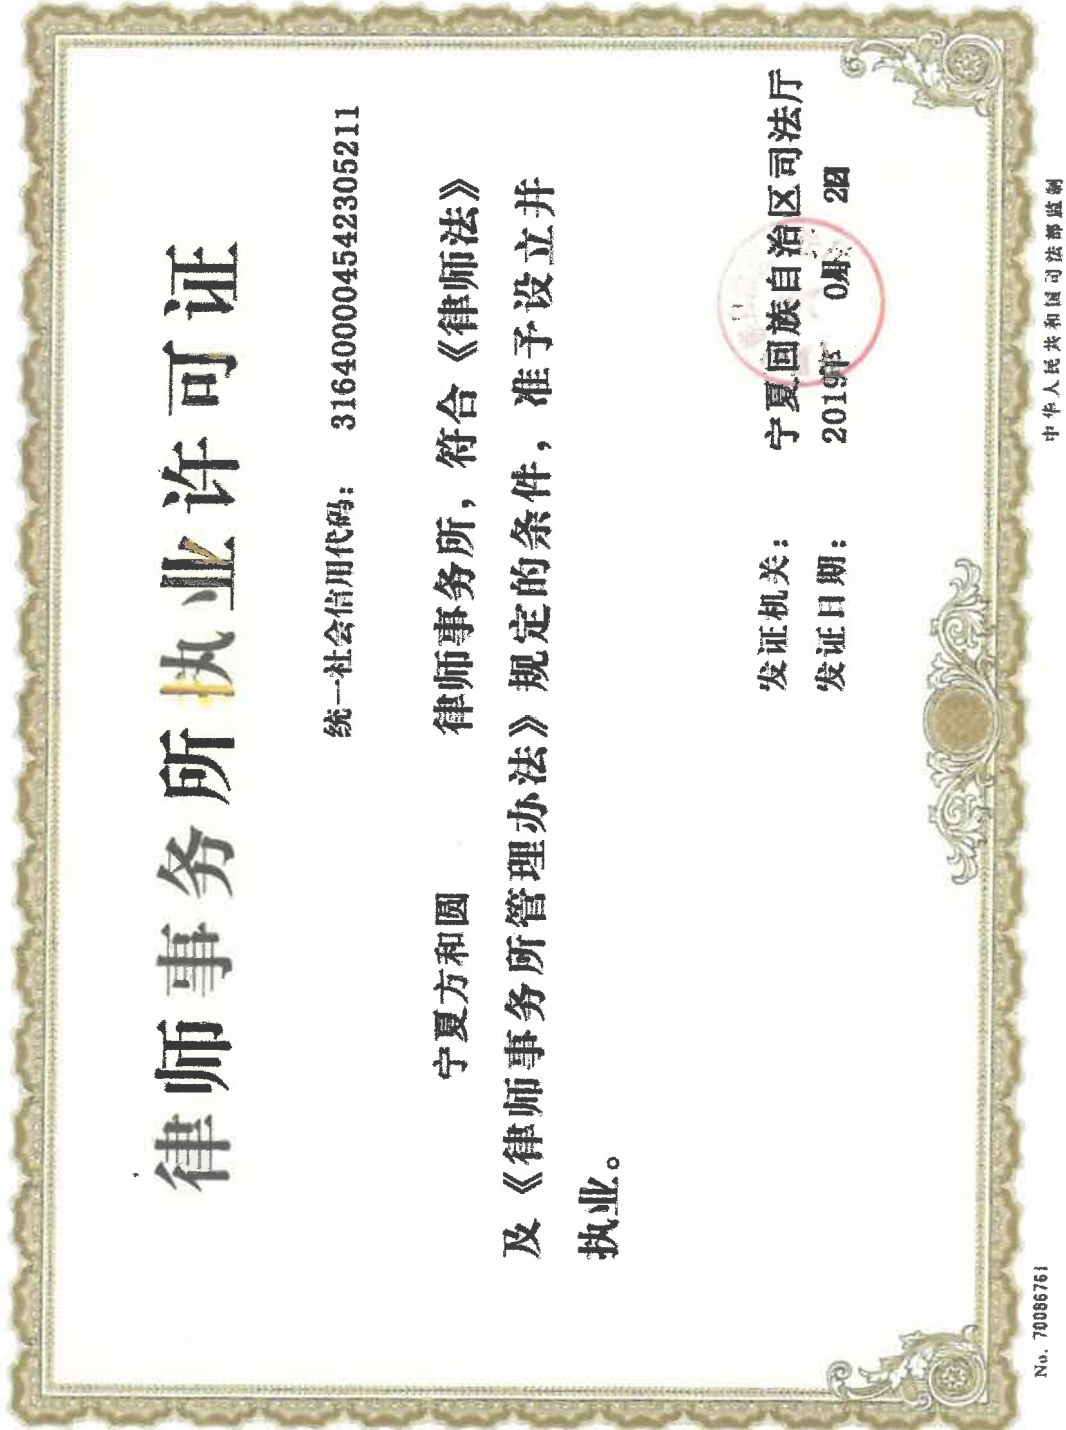 律师事务所执业许可证
统一社会信用代码： 316400004542305211
宁夏方和圆 律师事务所，符合《律师法》
及《律师事务所管理办法》规定的条件，准予设立并
执业。
发证机关： 宁夏回族自治区司法厅
发证日期： 2019年
No. 70086761
中华人民共和国司法部监制